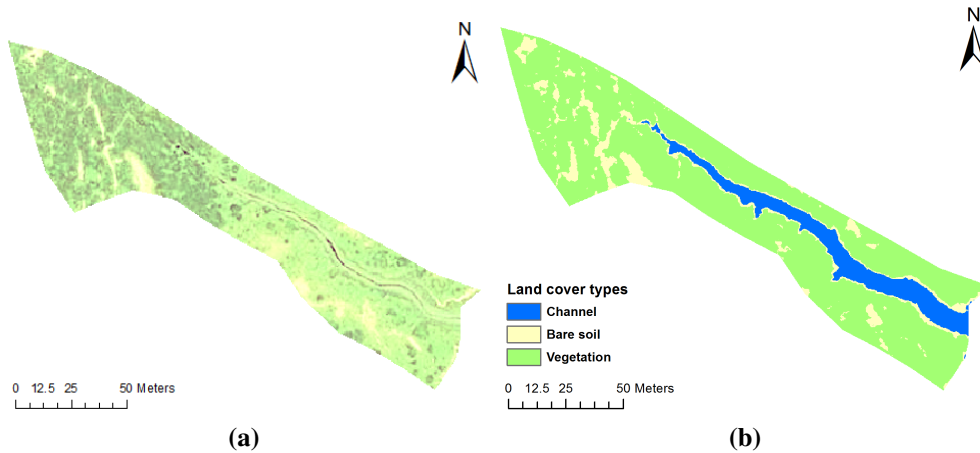 N
N
Land cover types
Channel
Bare soil
Vegetation
0 12.5 25 50 Meters
0 12.5 25 50 Meters
(a)
(b)